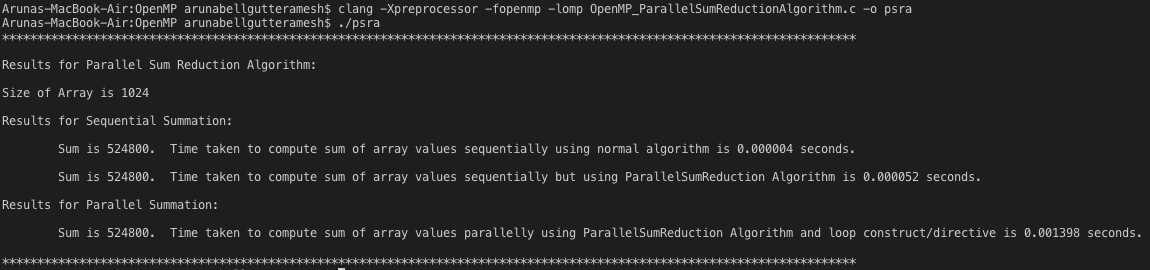 Arunas-MacBook-Air:OpenMP arunabellgutteramesh$ clang -Xpreprocessor -fopenmp -lomp OpenMP_ParallelSumReductionAlgorithm.c -o psra
Arunas-MacBook-Air:OpenMP arunabellgutteramesh$ ./psra
**************************************************************************************************************************
Results for Parallel Sum Reduction Algorithm:
Size of Array is 1024
Results for Sequential Summation:
Sum is 524800.  Time taken to compute sum of array values sequentially using normal algorithm is 0.000004 seconds.
Sum is 524800.  Time taken to compute sum of array values sequentially but using ParallelSumReduction Algorithm is 0.000052 seconds.
Results for Parallel Summation:
Sum is 524800.  Time taken to compute sum of array values parallelly using ParallelSumReduction Algorithm and loop construct/directive is 0.001398 seconds.
**************************************************************************************************************************